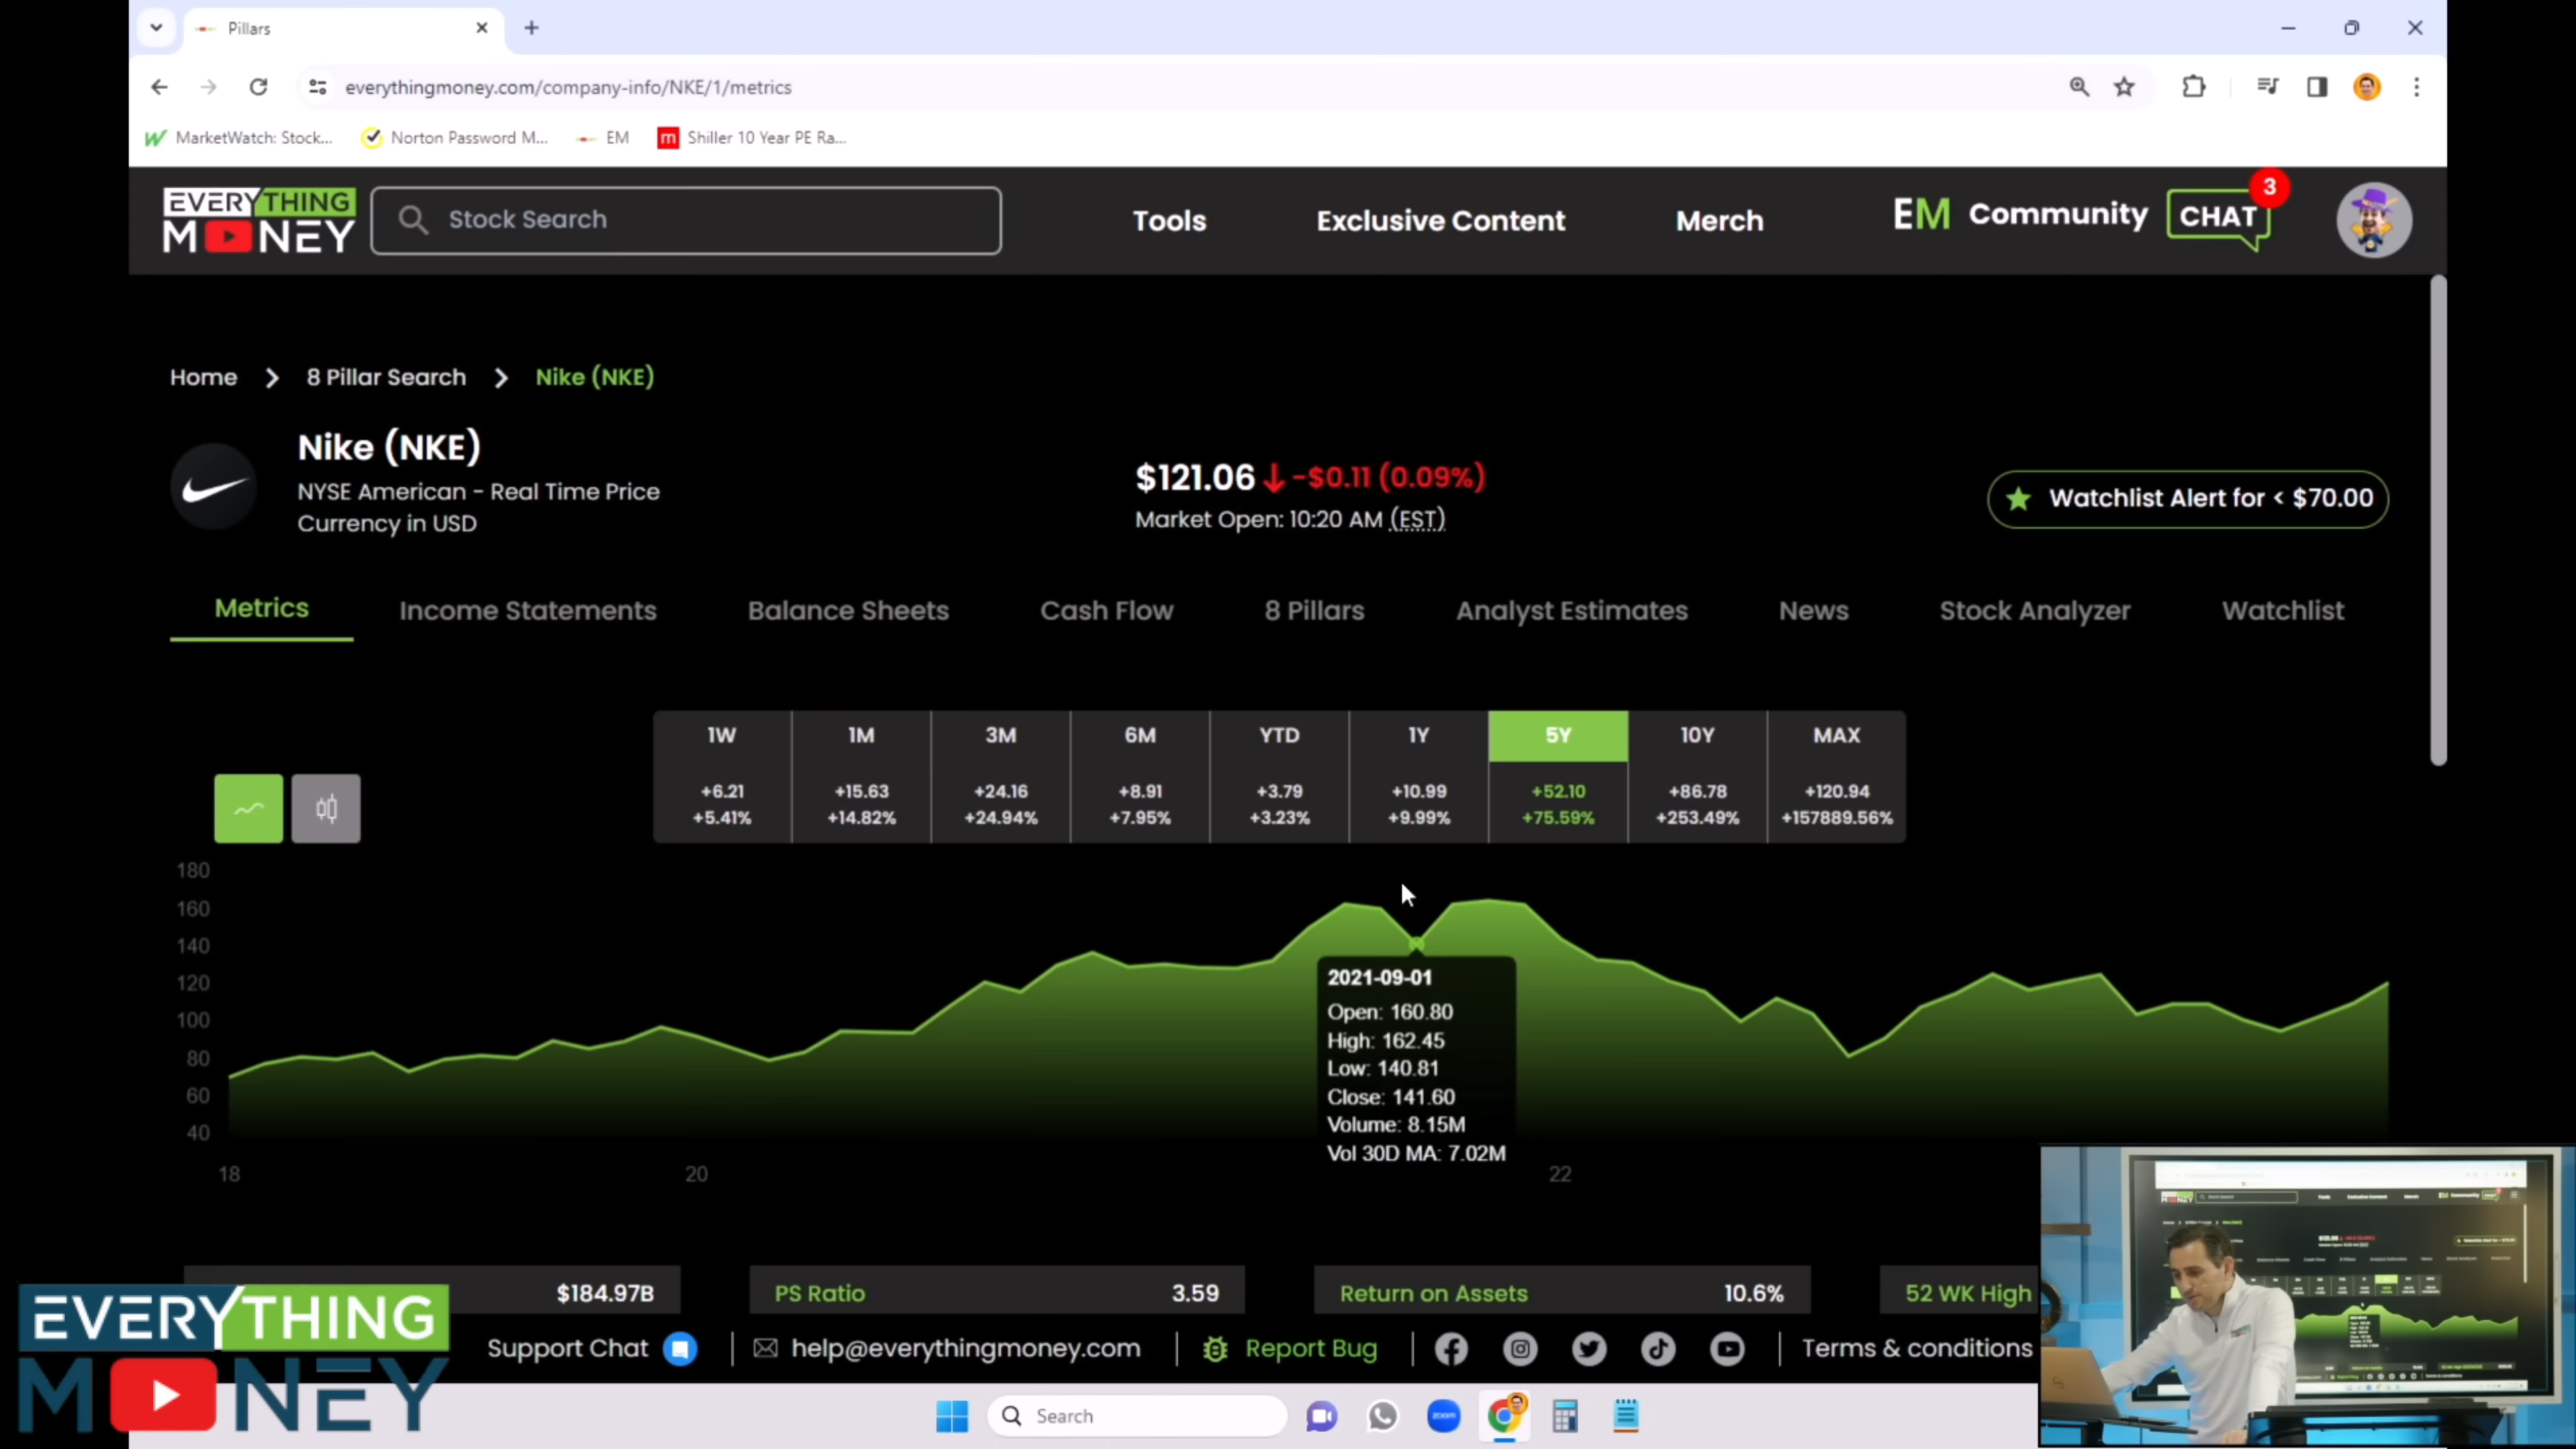 Pillars
everythingmoney.com/company-info/NKE/1/metrics
MarketWatch: Stock... Norton Password M... EM Shiller 10 Year PE Ra...
EVERYTHING MONEY
Stock Search
Tools
Exclusive Content
Merch
EM Community
CHAT
3
Home > 8 Pillar Search > Nike (NKE)
Nike (NKE)
NYSE American - Real Time Price
Currency in USD
$121.06 ↓ -$0.11 (0.09%)
Market Open: 10:20 AM (EST)
Watchlist Alert for < $70.00
Metrics Income Statements Balance Sheets Cash Flow 8 Pillars Analyst Estimates News Stock Analyzer Watchlist
1W 1M 3M 6M YTD 1Y 5Y 10Y MAX
+6.21 +15.63 +24.16 +8.91 +3.79 +10.99 +52.10 +86.78 +120.94
+5.41% +14.82% +24.94% +7.95% +3.23% +9.99% +75.59% +253.49% +157889.56%
180
160
140
120
100
80
60
40
18 20 22
2021-09-01
Open: 160.80
High: 162.45
Low: 140.81
Close: 141.60
Volume: 8.15M
Vol 30D MA: 7.02M
$184.97B
PS Ratio 3.59
Return on Assets 10.6%
52 WK High
EVERYTHING
MONEY
Support Chat
help@everythingmoney.com
Report Bug
Terms & conditions
Search
zoom